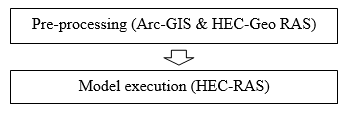 Pre-processing (Arc-GIS & HEC-Geo RAS)
Model execution (HEC-RAS)